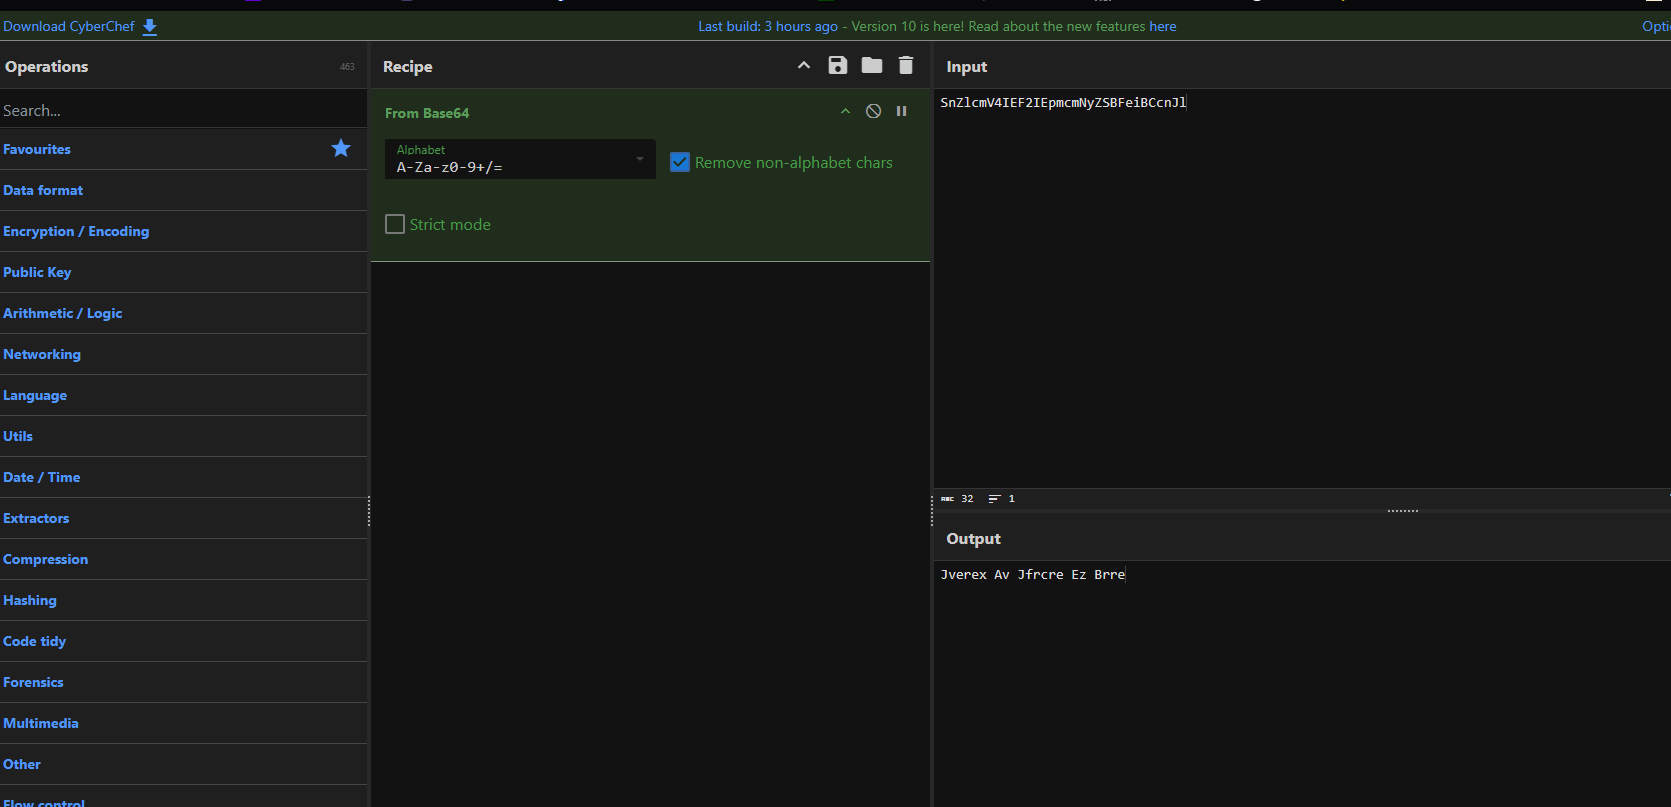 Download CyberChef
Last build: 3 hours ago - Version 10 is here! Read about the new features here
Operations
463
Search...
Favourites
Data format
Encryption / Encoding
Public Key
Arithmetic / Logic
Networking
Language
Utils
Date / Time
Extractors
Compression
Hashing
Code tidy
Forensics
Multimedia
Other
Flow control
Recipe
From Base64
Alphabet
A-Za-z0-9+/=
Remove non-alphabet chars
Strict mode
Input
SnZlcmV4IEF2IEpmcmNyZSBFeiBCcnJl
ABC 32 1
Output
Jverex Av Jfrcre Ez Brre